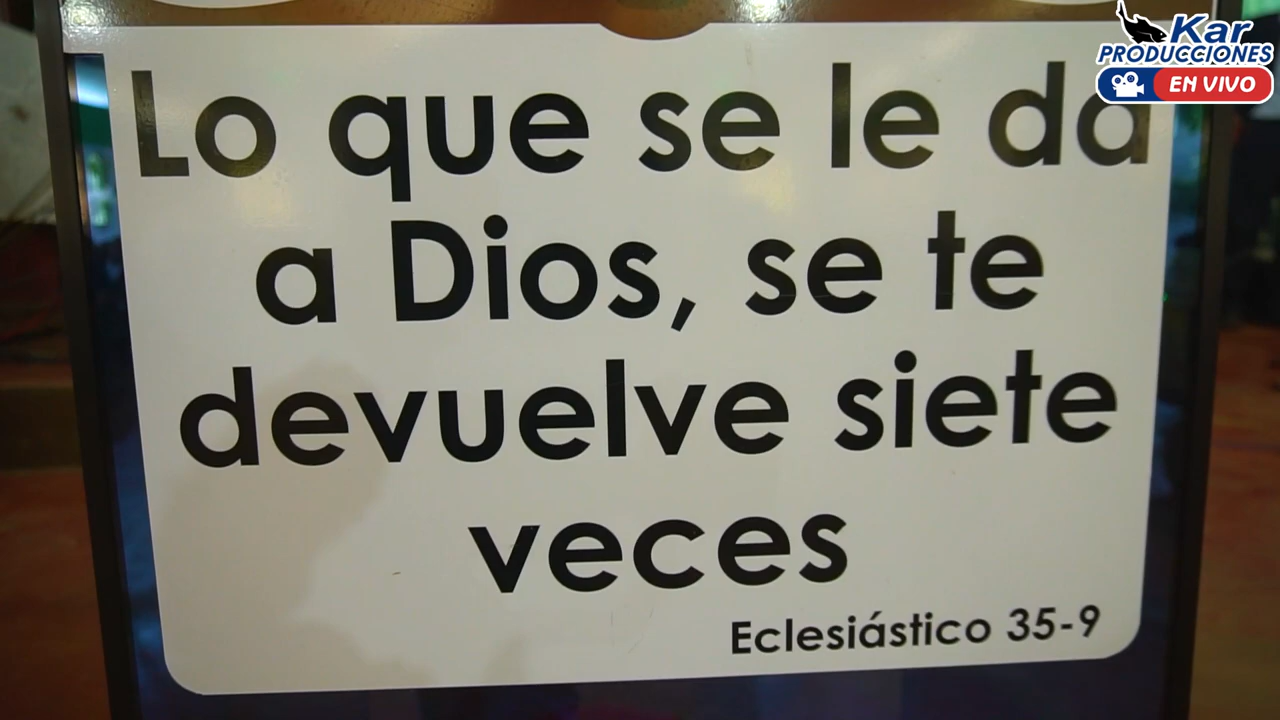 Kar
PRODUCCIONES
EN VIVO
Lo que se le da
a Dios, se te
devuelve siete
veces
Eclesiástico 35-9